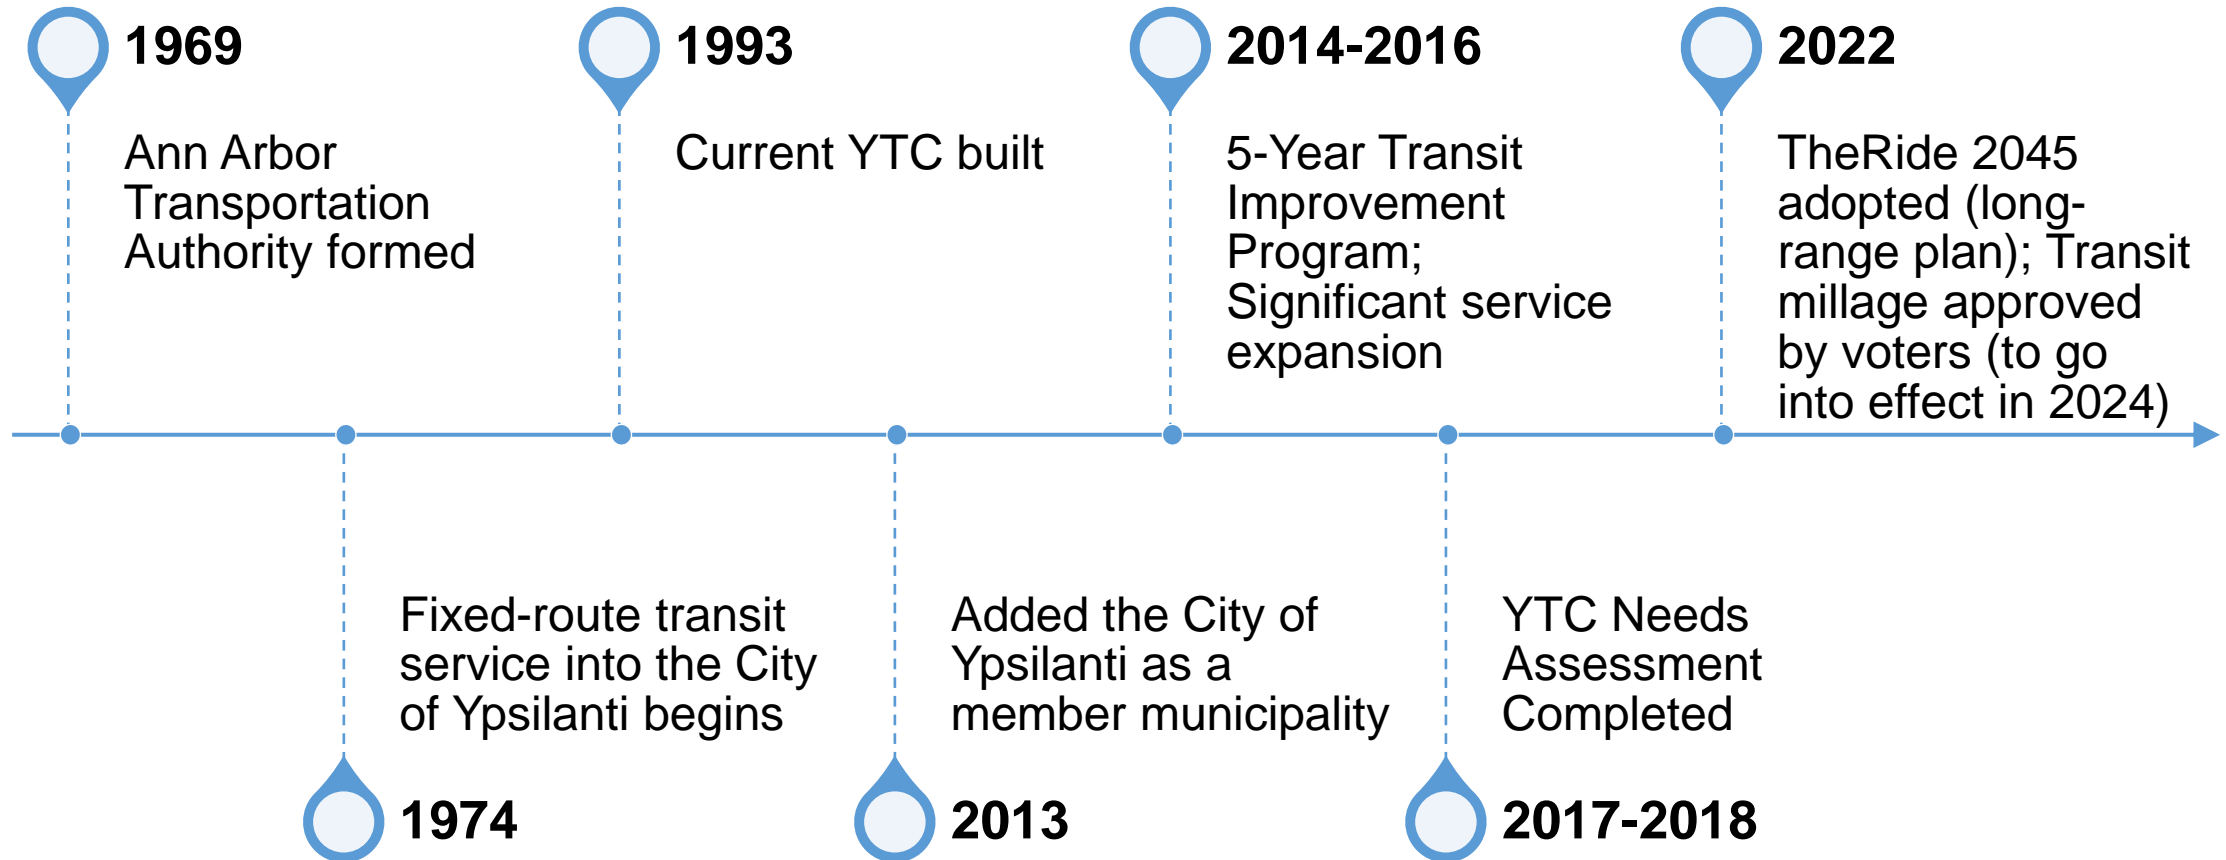 1969
Ann Arbor
Transportation
Authority formed
1974
Fixed-route transit
service into the City
of Ypsilanti begins
1993
Current YTC built
2013
Added the City of
Ypsilanti as a
member municipality
2014-2016
5-Year Transit
Improvement
Program;
Significant service
expansion
2017-2018
YTC Needs
Assessment
Completed
2022
TheRide 2045
adopted (long-
range plan); Transit
millage approved
by voters (to go
into effect in 2024)